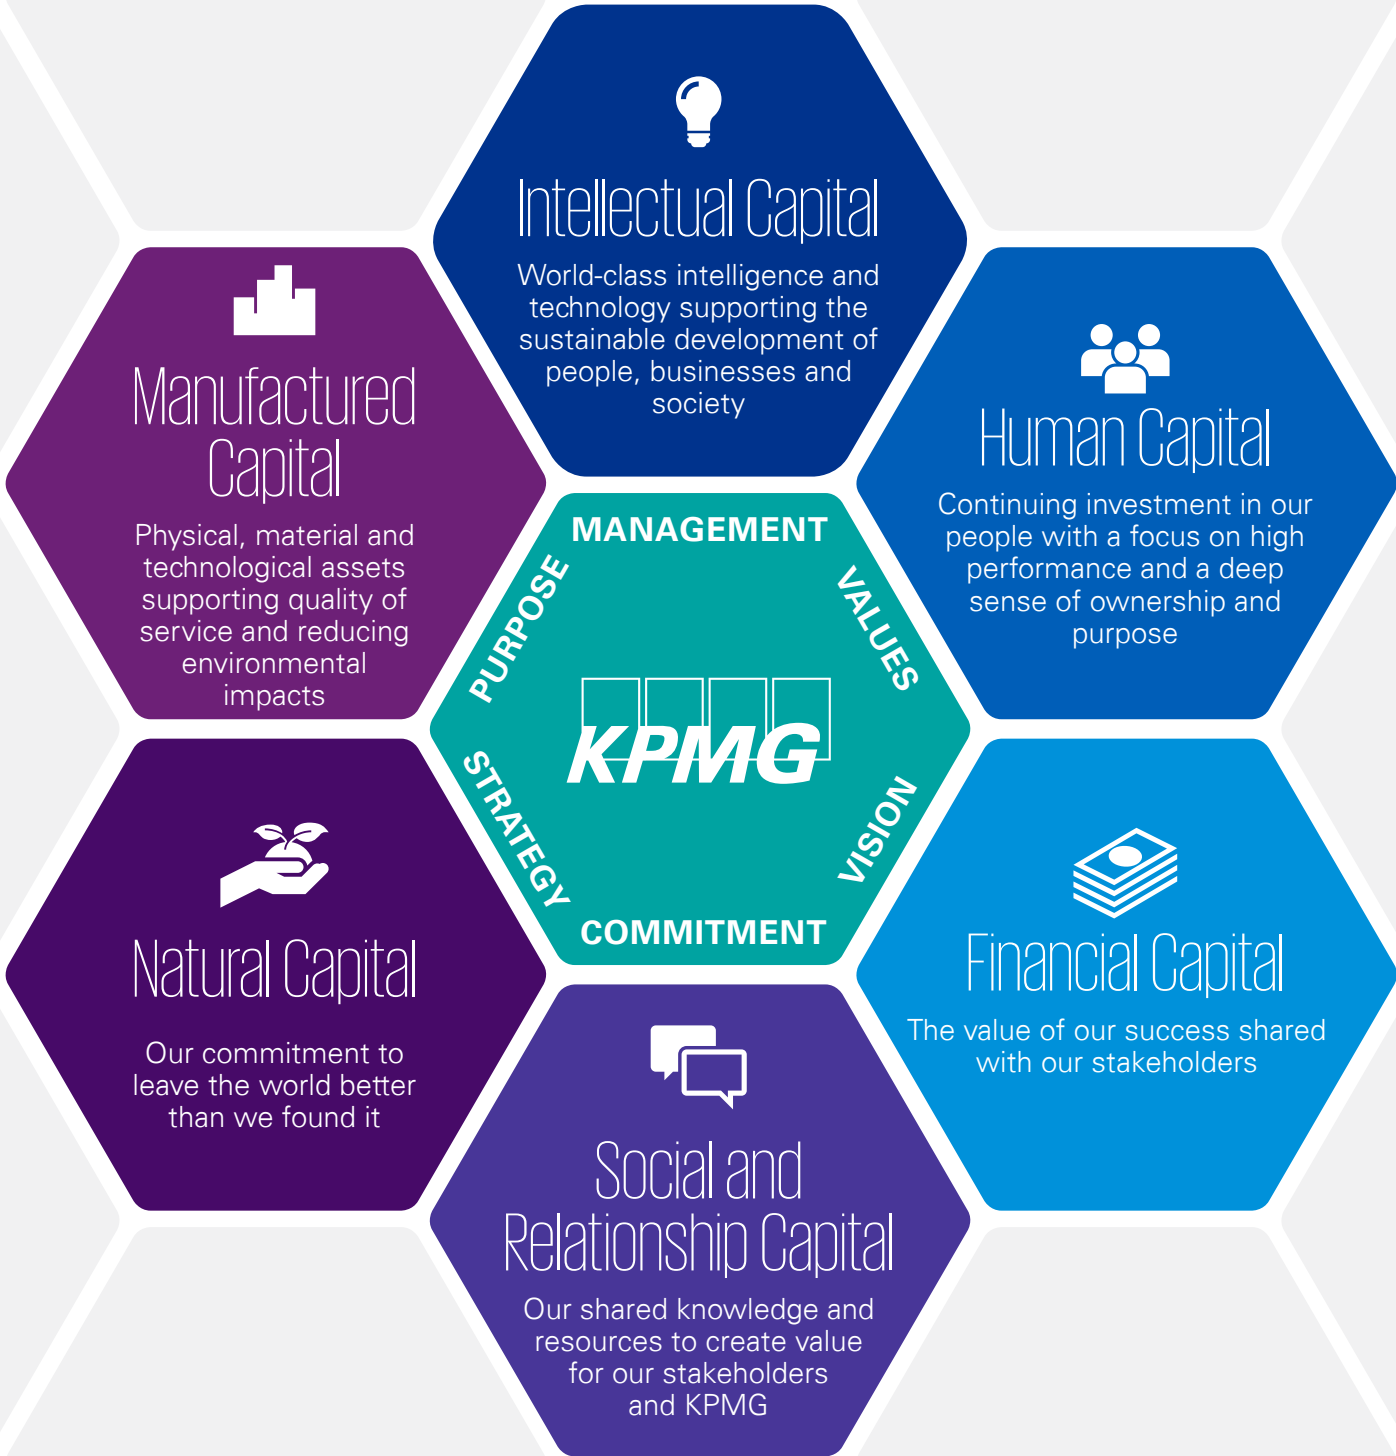 Intellectual Capital
World-class intelligence and
technology supporting the
sustainable development of
people, businesses and
society
Manufactured
Capital
Physical, material and
technological assets
supporting quality of
service and reducing
environmental
impacts
Human Capital
Continuing investment in our
people with a focus on high
performance and a deep
sense of ownership and
purpose
MANAGEMENT
PURPOSE
VALUES
KPMG
STRATEGY
VISION
COMMITMENT
Natural Capital
Our commitment to
leave the world better
than we found it
Financial Capital
The value of our success shared
with our stakeholders
Social and
Relationship Capital
Our shared knowledge and
resources to create value
for our stakeholders
and KPMG